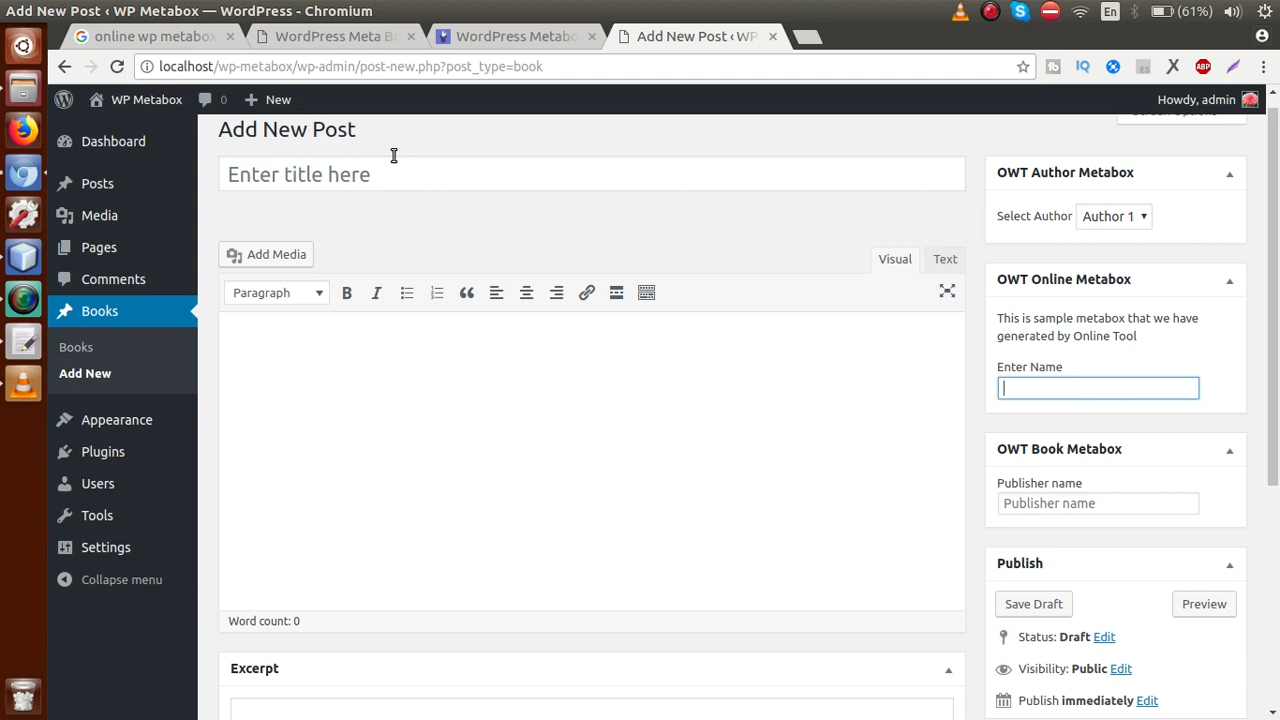 Add New Post ‹ WP Metabox — WordPress - Chromium
En
(61%)
online wp metabox
WordPress Meta Bo
WordPress Metabo
Add New Post ‹ WP
localhost/wp-metabox/wp-admin/post-new.php?post_type=book
ABP
WP Metabox
0
New
Howdy, admin
Dashboard
Posts
Media
Pages
Comments
Books
Books
Add New
Appearance
Plugins
Users
Tools
Settings
Collapse menu
Add New Post
Enter title here
Add Media
Visual
Text
Paragraph
Word count: 0
Excerpt
OWT Author Metabox
Select Author
Author 1
OWT Online Metabox
This is sample metabox that we have
generated by Online Tool
Enter Name
OWT Book Metabox
Publisher name
Publisher name
Publish
Save Draft
Preview
Status: Draft Edit
Visibility: Public Edit
Publish immediately Edit